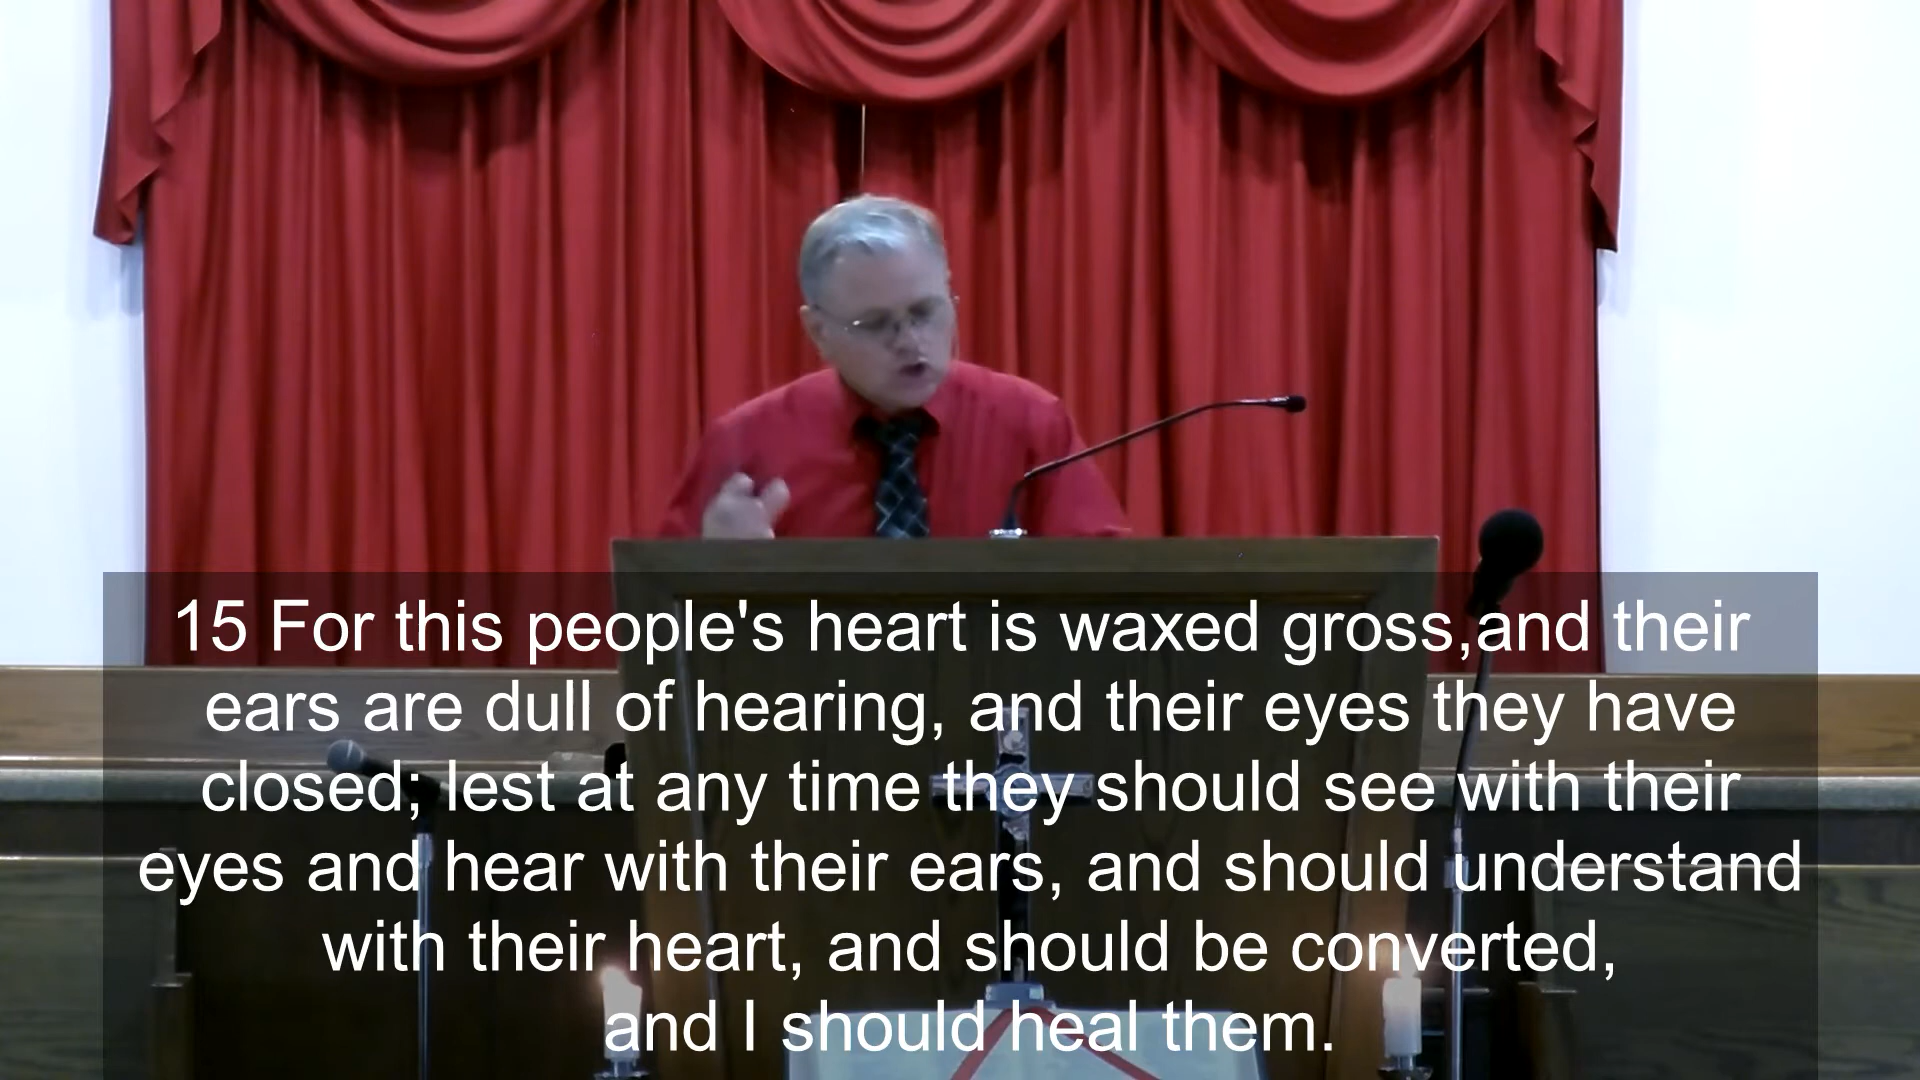 15 For this people's heart is waxed gross,and their
ears are dull of hearing, and their eyes they have
closed; lest at any time they should see with their
eyes and hear with their ears, and should understand
with their heart, and should be converted,
and I should heal them.